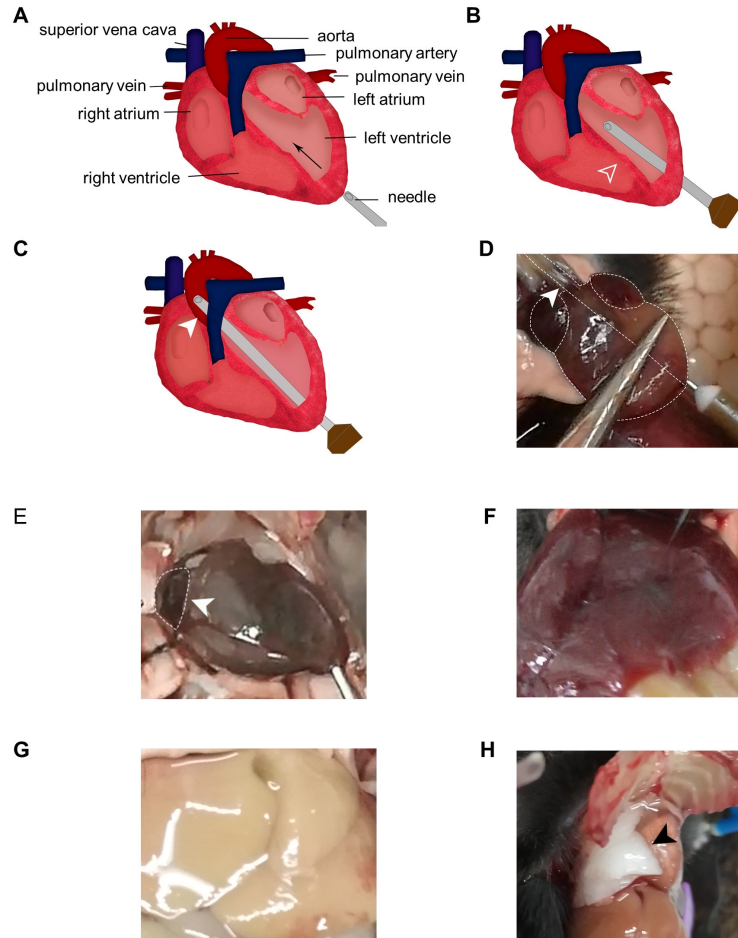 A
superior vena cava
aorta
pulmonary artery
pulmonary vein
pulmonary vein
right atrium
left atrium
left ventricle
right ventricle
needle
B
C
D
E
F
G
H